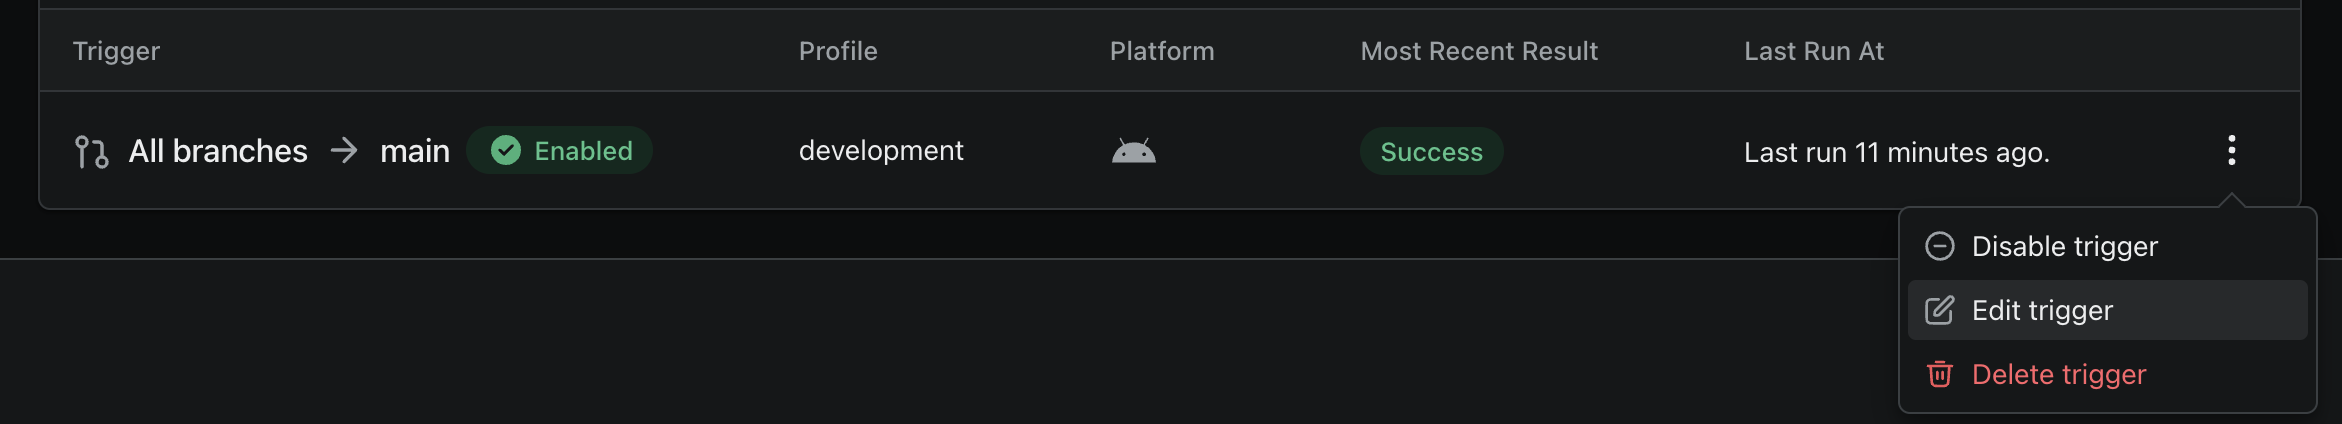 Trigger Profile Platform Most Recent Result Last Run At
All branches → main Enabled development Success Last run 11 minutes ago.
Disable trigger
Edit trigger
Delete trigger